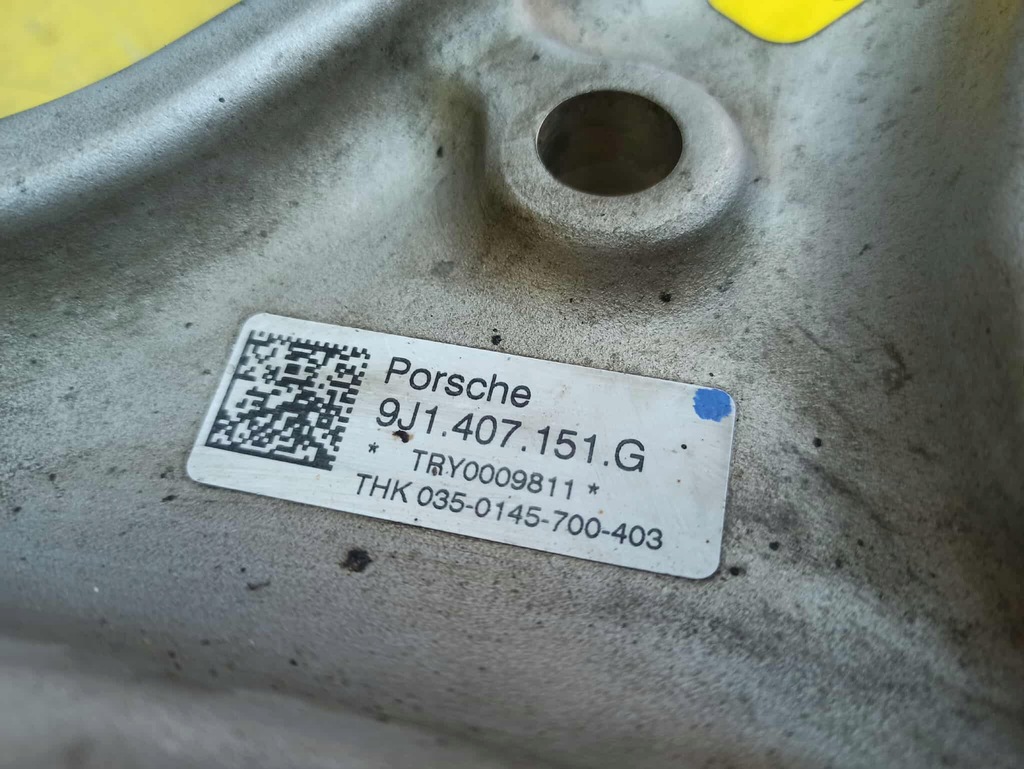 Porsche
9J1.407.151.G
* TRY0009811 *
THK 035-0145-700-403